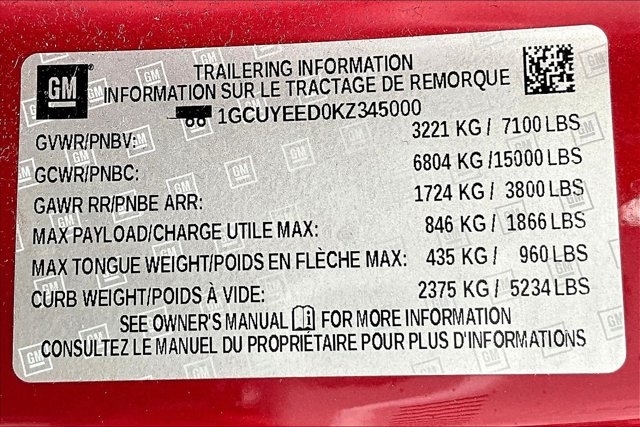 GM
TRAILERING INFORMATION
INFORMATION SUR LE TRACTAGE DE REMORQUE
1GCUYEED0KZ345000
GVWR/PNBV: 3221 KG / 7100 LBS
GCWR/PNBC: 6804 KG /15000 LBS
GAWR RR/PNBE ARR: 1724 KG / 3800 LBS
MAX PAYLOAD/CHARGE UTILE MAX: 846 KG / 1866 LBS
MAX TONGUE WEIGHT/POIDS EN FLÈCHE MAX: 435 KG / 960 LBS
CURB WEIGHT/POIDS À VIDE: 2375 KG / 5234 LBS
SEE OWNER'S MANUAL FOR MORE INFORMATION
CONSULTEZ LE MANUEL DU PROPRIÉTAIRE POUR PLUS D'INFORMATIONS